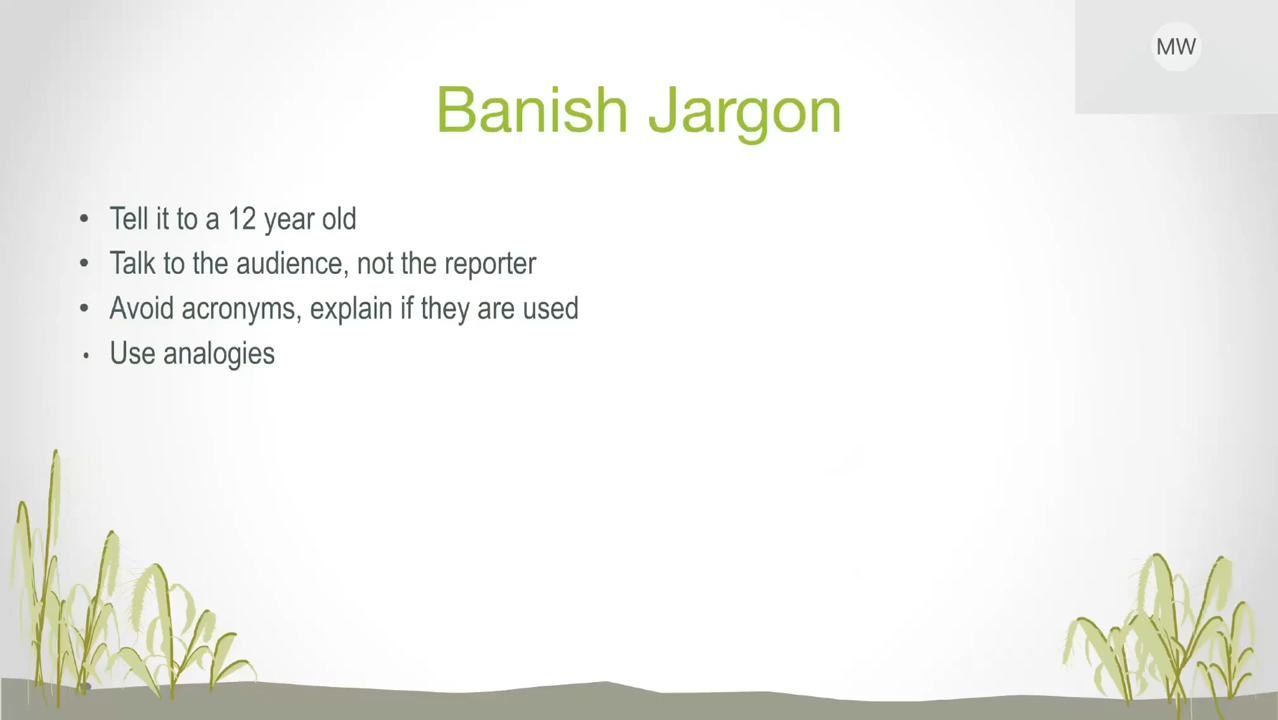 MW
Banish Jargon
• Tell it to a 12 year old
• Talk to the audience, not the reporter
• Avoid acronyms, explain if they are used
• Use analogies